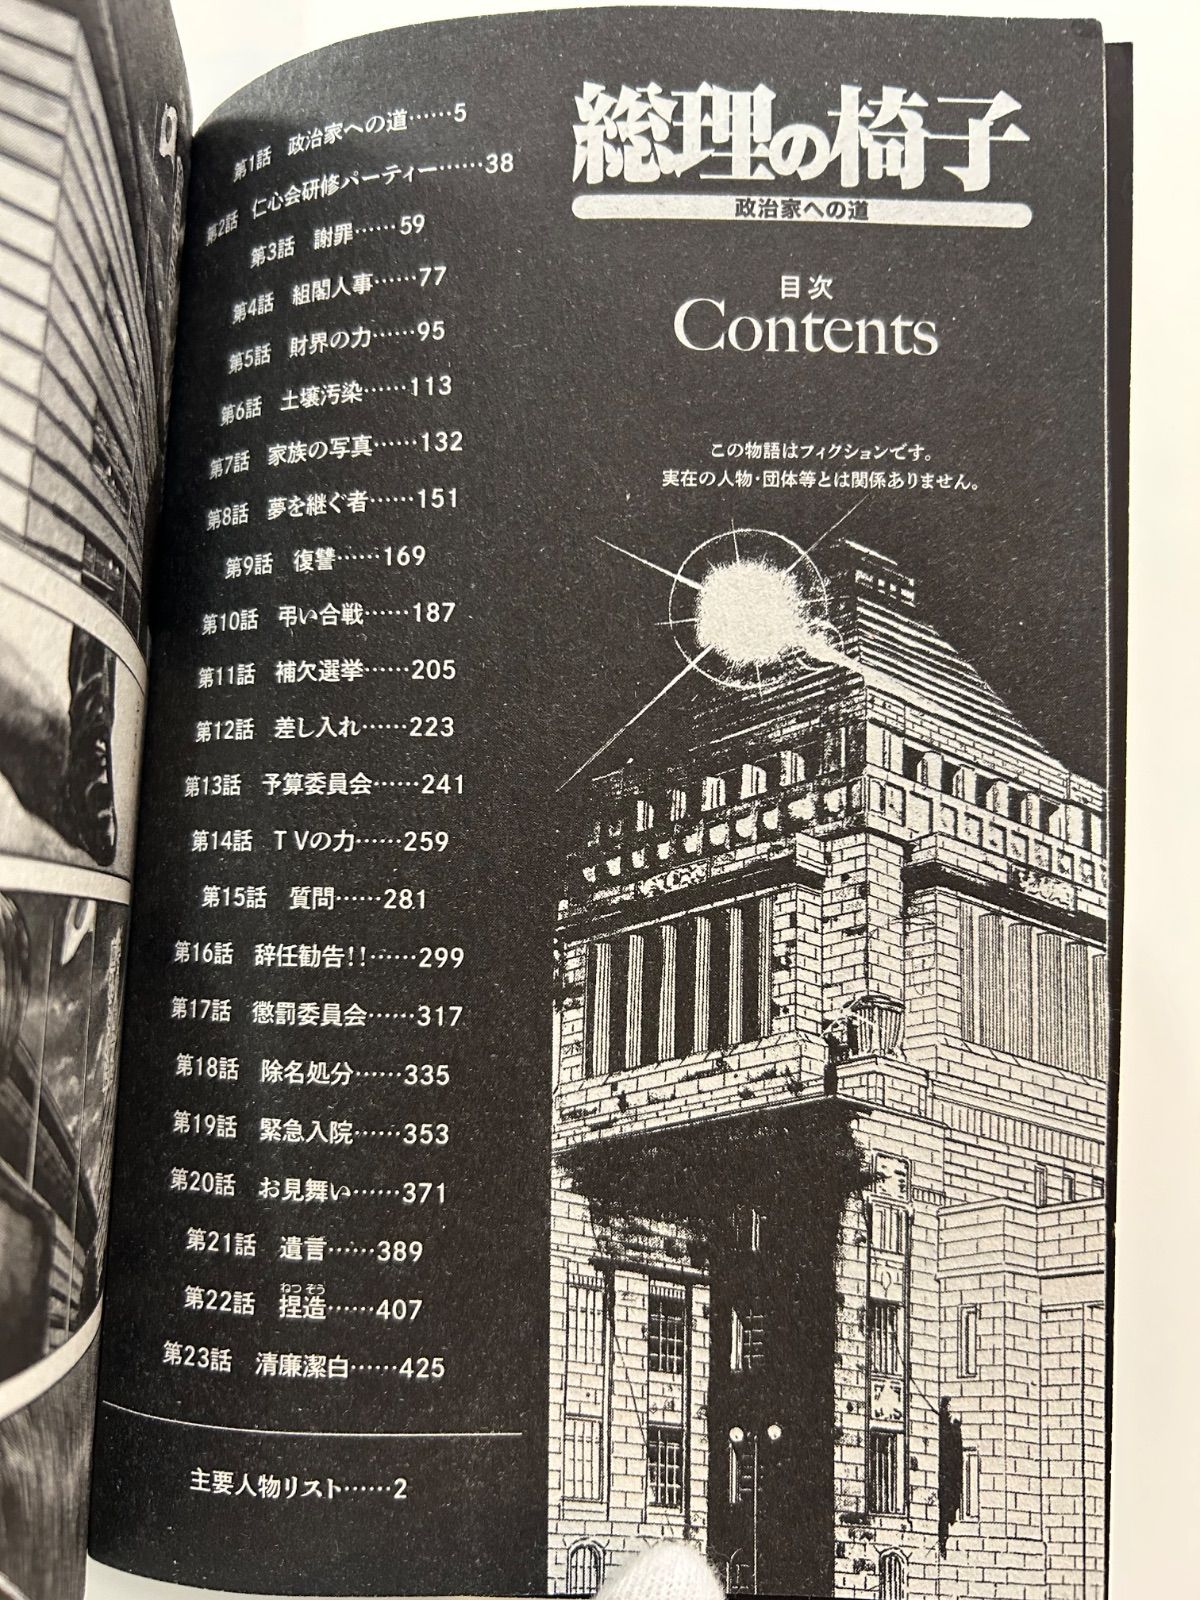 総理の椅子
政治家への道
目次
Contents
この物語はフィクションです。
実在の人物・団体等とは関係ありません。
第1話 政治家への道……5
第2話 仁心会研修パーティー……38
第3話 謝罪……59
第4話 組閣人事……77
第5話 財界の力……95
第6話 土壌汚染……113
第7話 家族の写真……132
第8話 夢を継ぐ者……151
第9話 復讐……169
第10話 弔い合戦……187
第11話 補欠選挙……205
第12話 差し入れ……223
第13話 予算委員会……241
第14話 TVの力……259
第15話 質問……281
第16話 辞任勧告!!……299
第17話 懲罰委員会……317
第18話 除名処分……335
第19話 緊急入院……353
第20話 お見舞い……371
第21話 遺言……389
ねつ ぞう
第22話 捏造……407
第23話 清廉潔白……425
主要人物リスト……2